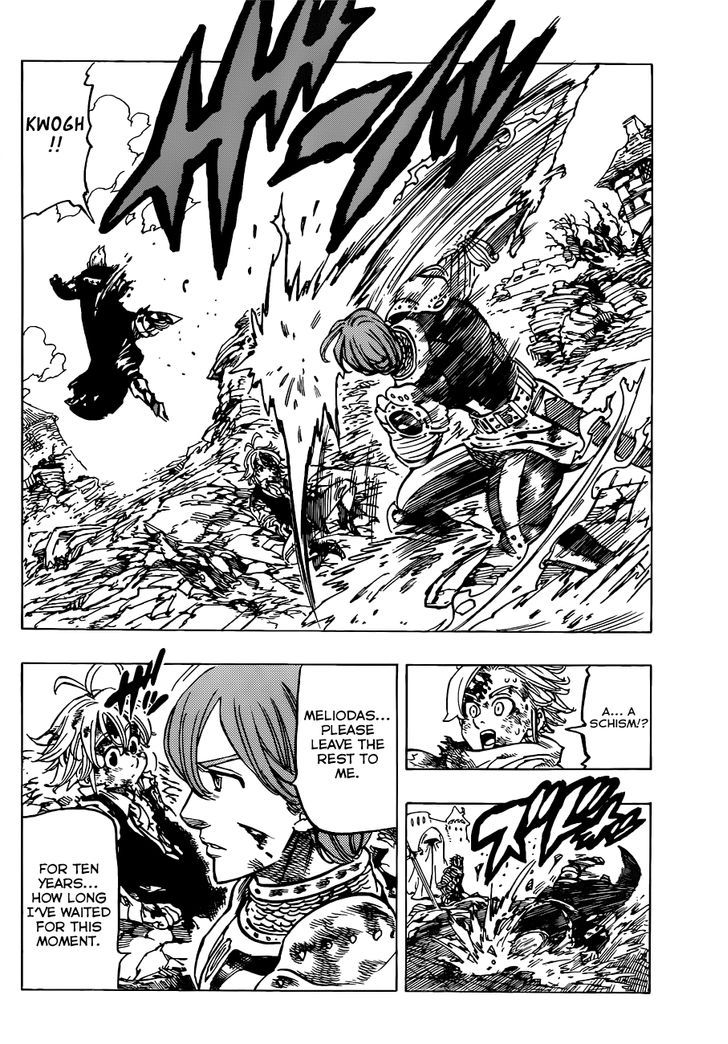 KWOGH
!!
A... A
SCHISM!?
MELIODAS...
PLEASE
LEAVE THE
REST TO
ME.
FOR TEN
YEARS...
HOW LONG
I'VE WAITED
FOR THIS
MOMENT.